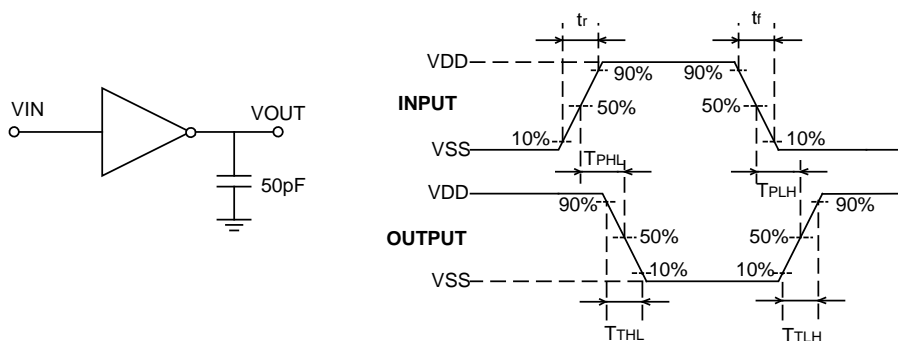 tr tf
VDD
90% 90%
VIN VOUT
INPUT 50% 50%
10% 10%
VSS
TPHL TPLH
50pF
VDD
90% 90%
OUTPUT 50% 50%
10% 10%
VSS
TTHL TTLH